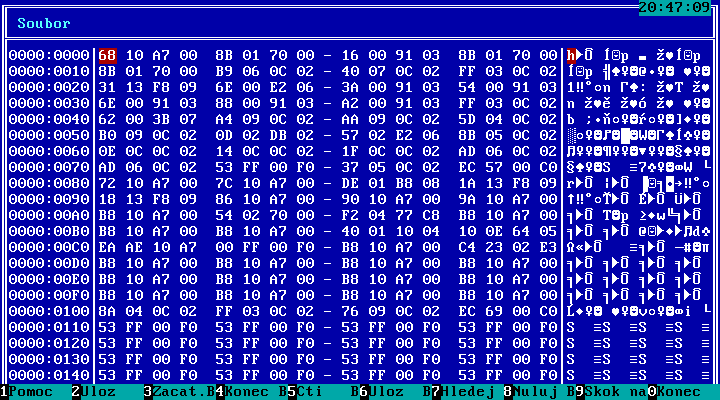 20:47:09
Soubor
0000:0000 68 10 A7 00 8B 01 70 00 - 16 00 91 03 8B 01 70 00
0000:0010 8B 01 70 00 B9 06 0C 02 - 40 07 0C 02 FF 03 0C 02
0000:0020 31 13 F8 09 6E 00 E2 06 - 3A 00 91 03 54 00 91 03
0000:0030 6E 00 91 03 88 00 91 03 - A2 00 91 03 FF 03 0C 02
0000:0040 62 00 3B 07 A4 09 0C 02 - AA 09 0C 02 5D 04 0C 02
0000:0050 B0 09 0C 02 0D 02 DB 02 - 57 02 E2 06 8B 05 0C 02
0000:0060 0E 0C 0C 02 14 0C 0C 02 - 1F 0C 0C 02 AD 06 0C 02
0000:0070 AD 06 0C 02 53 FF 00 F0 - 37 05 0C 02 EC 57 00 C0
0000:0080 72 10 A7 00 7C 10 A7 00 - DE 01 B8 08 1A 13 F8 09
0000:0090 18 13 F8 09 86 10 A7 00 - 90 10 A7 00 9A 10 A7 00
0000:00A0 B8 10 A7 00 54 02 70 00 - F2 04 77 C8 B8 10 A7 00
0000:00B0 B8 10 A7 00 B8 10 A7 00 - 40 01 10 04 10 0E 64 05
0000:00C0 EA AE 10 A7 00 FF 00 F0 - B8 10 A7 00 C4 23 02 E3
0000:00D0 B8 10 A7 00 B8 10 A7 00 - B8 10 A7 00 B8 10 A7 00
0000:00E0 B8 10 A7 00 B8 10 A7 00 - B8 10 A7 00 B8 10 A7 00
0000:00F0 B8 10 A7 00 B8 10 A7 00 - B8 10 A7 00 B8 10 A7 00
0000:0100 8A 04 0C 02 FF 03 0C 02 - 76 09 0C 02 EC 69 00 C0
0000:0110 53 FF 00 F0 53 FF 00 F0 - 53 FF 00 F0 53 FF 00 F0
0000:0120 53 FF 00 F0 53 FF 00 F0 - 53 FF 00 F0 53 FF 00 F0
0000:0130 53 FF 00 F0 53 FF 00 F0 - 53 FF 00 F0 53 FF 00 F0
0000:0140 53 FF 00 F0 53 FF 00 F0 - 53 FF 00 F0 53 FF 00 F0
1Pomoc 2Uloz 3Zacat.B4Konec B5Cti B6Uloz B7Hledej 8Nuluj B9Skok na0Konec